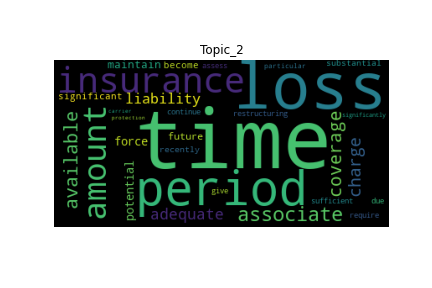 Topic_2
maintain become assess particular substantial
insurance loss
significant liability
available amount time coverage charge
continue restructuring significantly
carrier protection
force future recently
potential period give
adequate associate sufficient due
require